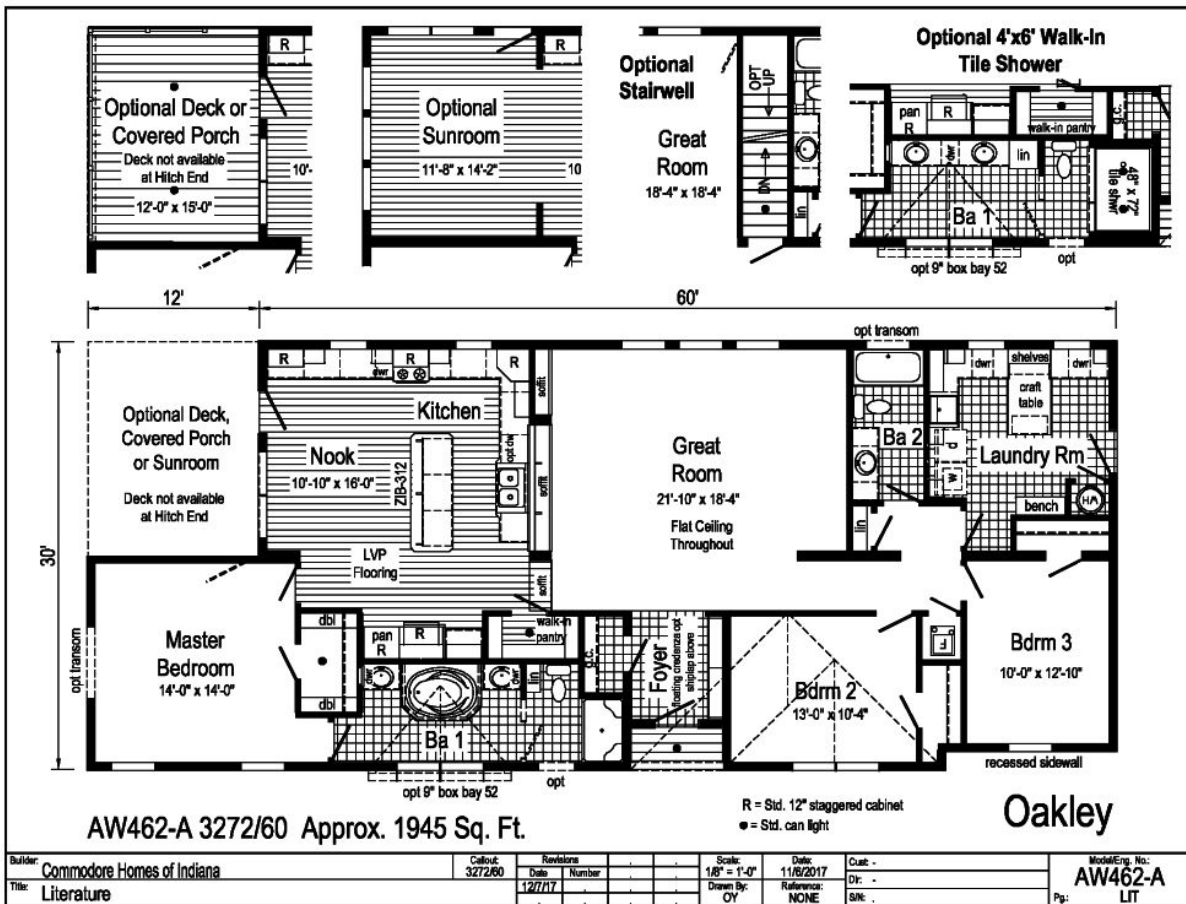 R
R
Optional Deck or
Covered Porch
Deck not available
at Hitch End
12'-0" x 15'-0"
10'-
Optional
Sunroom
11'-8" x 14'-2"
10
Optional
Stairwell
Great
Room
18'-4" x 18'-4"
OPT
UP
DN
lin
Optional 4'x6' Walk-In
Tile Shower
pan
R
R
walk-in pantry
g.c.
dwr
lin
48" x 72"
tile shwr
Ba 1
opt 9" box bay 52
opt
12'
60'
30'
opt transom
R
R
R
dwr
soffit
Kitchen
opt dw
Optional Deck,
Covered Porch
or Sunroom
Deck not available
at Hitch End
Nook
10'-10" x 16'-0"
ZIB-312
soffit
LVP
Flooring
soffit
Great
Room
21'-10" x 18'-4"
Flat Ceiling
Throughout
Ba 2
lin
dwr
shelves
dwr
craft
table
d
w
Laundry Rm
bench
HW
opt transom
Master
Bedroom
14'-0" x 14'-0"
dbl
dbl
pan
R
R
walk-in
pantry
dwr
dwr
lin
g.c.
Ba 1
opt 9" box bay 52
opt
Foyer
floating credenza opt
shiplap above
Bdrm 2
13'-0" x 10'-4"
F
Bdrm 3
10'-0" x 12'-10"
recessed sidewall
R = Std. 12" staggered cabinet
● = Std. can light
Oakley
AW462-A 3272/60 Approx. 1945 Sq. Ft.
Builder: Commodore Homes of Indiana
Title: Literature
Callout:
3272/60
Revisions
Date Number
12/7/17
Scale:
1/8" = 1'-0"
Drawn By:
OY
Date:
11/6/2017
Reference:
NONE
Cust: -
Dlr: -
S/N: .
Model/Eng. No.:
AW462-A
Pg.: LIT